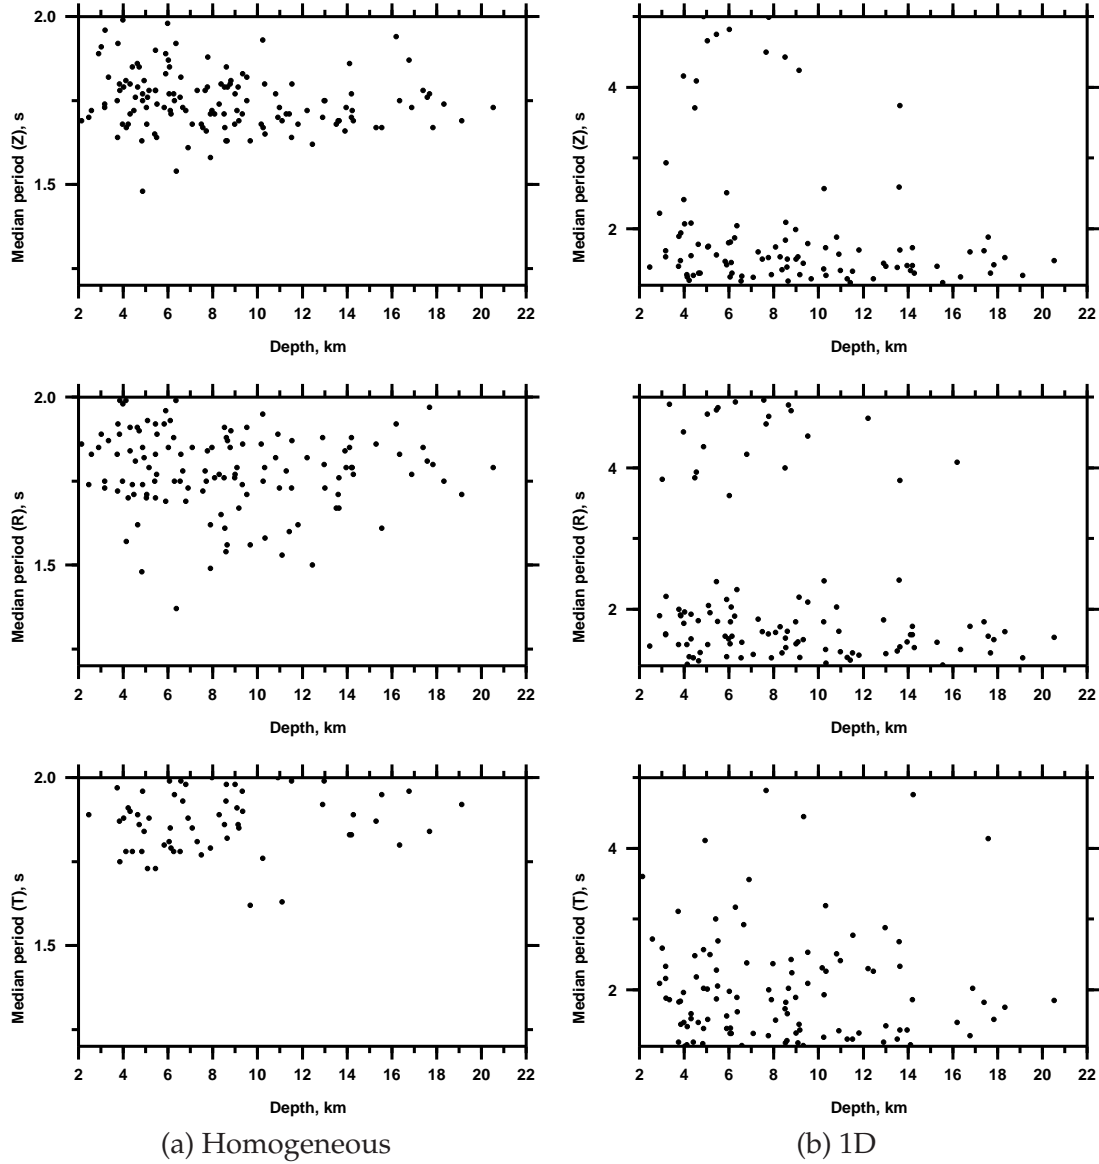 2.0
1.5
Median period (Z), s
2 4 6 8 10 12 14 16 18 20 22
Depth, km
4
2
Median period (Z), s
2 4 6 8 10 12 14 16 18 20 22
Depth, km
2.0
1.5
Median period (R), s
2 4 6 8 10 12 14 16 18 20 22
Depth, km
4
2
Median period (R), s
2 4 6 8 10 12 14 16 18 20 22
Depth, km
2.0
1.5
Median period (T), s
2 4 6 8 10 12 14 16 18 20 22
Depth, km
4
2
Median period (T), s
2 4 6 8 10 12 14 16 18 20 22
Depth, km
(a) Homogeneous
(b) 1D